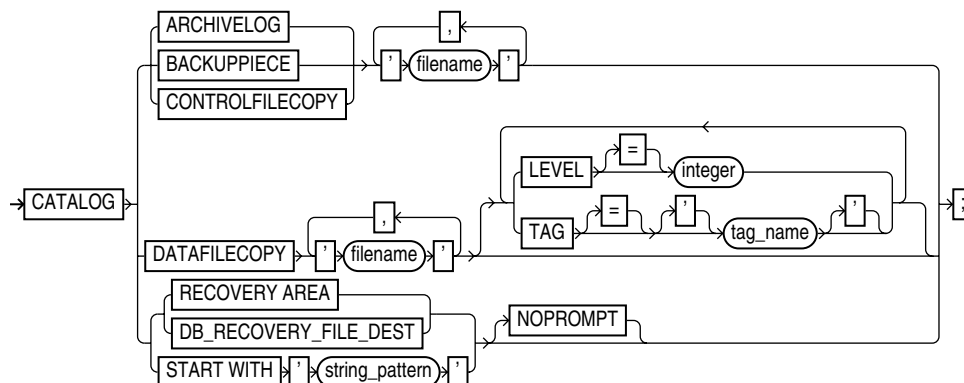 ARCHIVELOG
,
BACKUPPIECE ' filename '
CONTROLFILECOPY
=
LEVEL integer
CATALOG ;
, = ' '
TAG tag_name
DATAFILECOPY ' filename '
RECOVERY AREA
NOPROMPT
DB_RECOVERY_FILE_DEST
START WITH ' string_pattern '